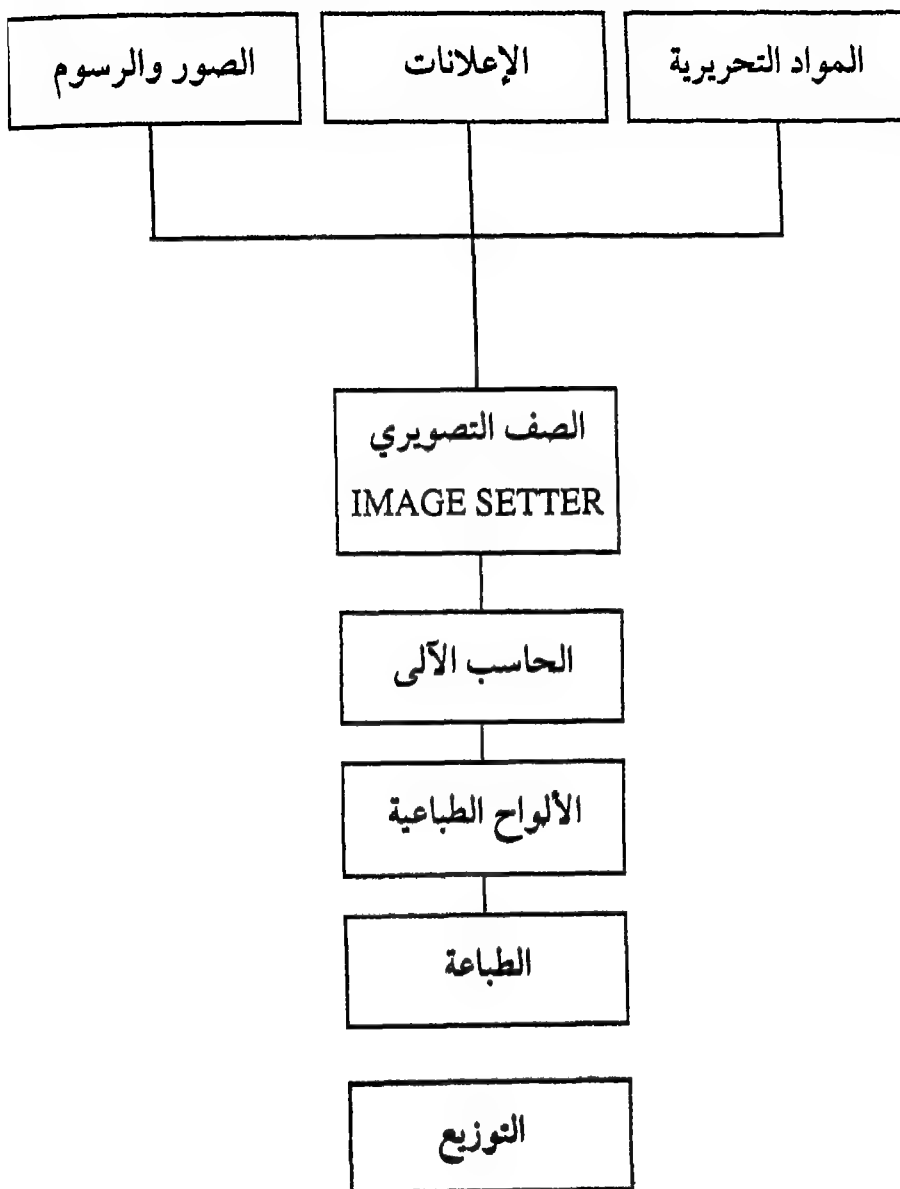 المواد التحريرية
الإعلانات
الصور والرسوم
الصف التصويري
IMAGE SETTER
الحاسب الآلى
الألواح الطباعية
الطباعة
التوزيع